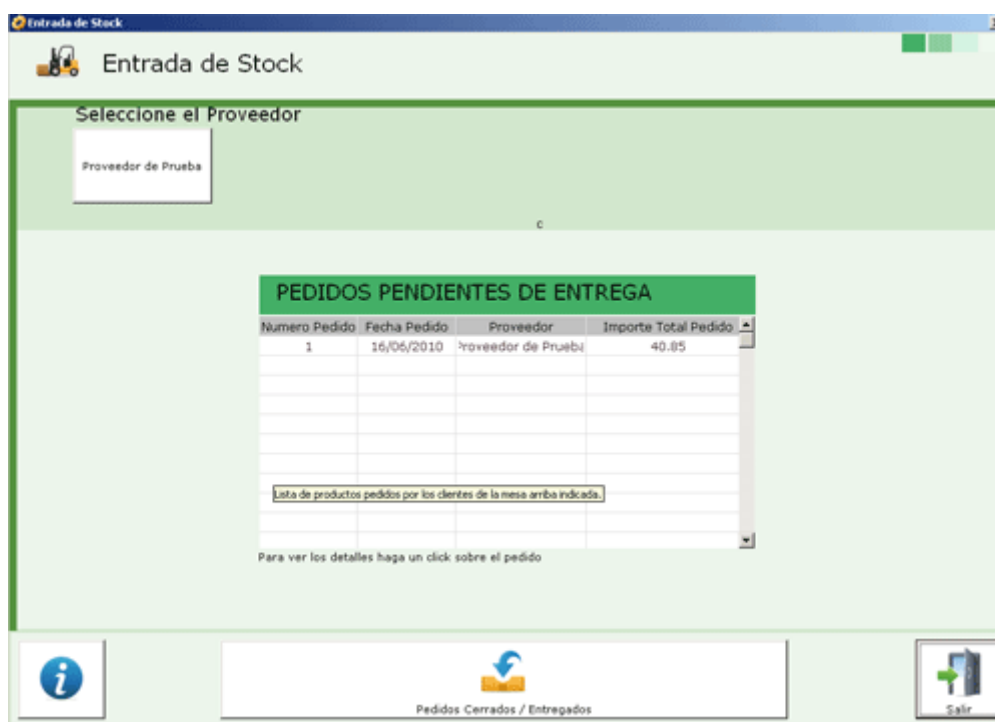 Entrada de Stock
Entrada de Stock
Seleccione el Proveedor
Proveedor de Prueba
c
PEDIDOS PENDIENTES DE ENTREGA
Numero Pedido Fecha Pedido Proveedor Importe Total Pedido
1 16/06/2010 Proveedor de Prueba 40.85
Lista de productos pedidos por los clientes de la mesa arriba indicada.
Para ver los detalles haga un click sobre el pedido
Pedidos Cerrados / Entregados
Salir